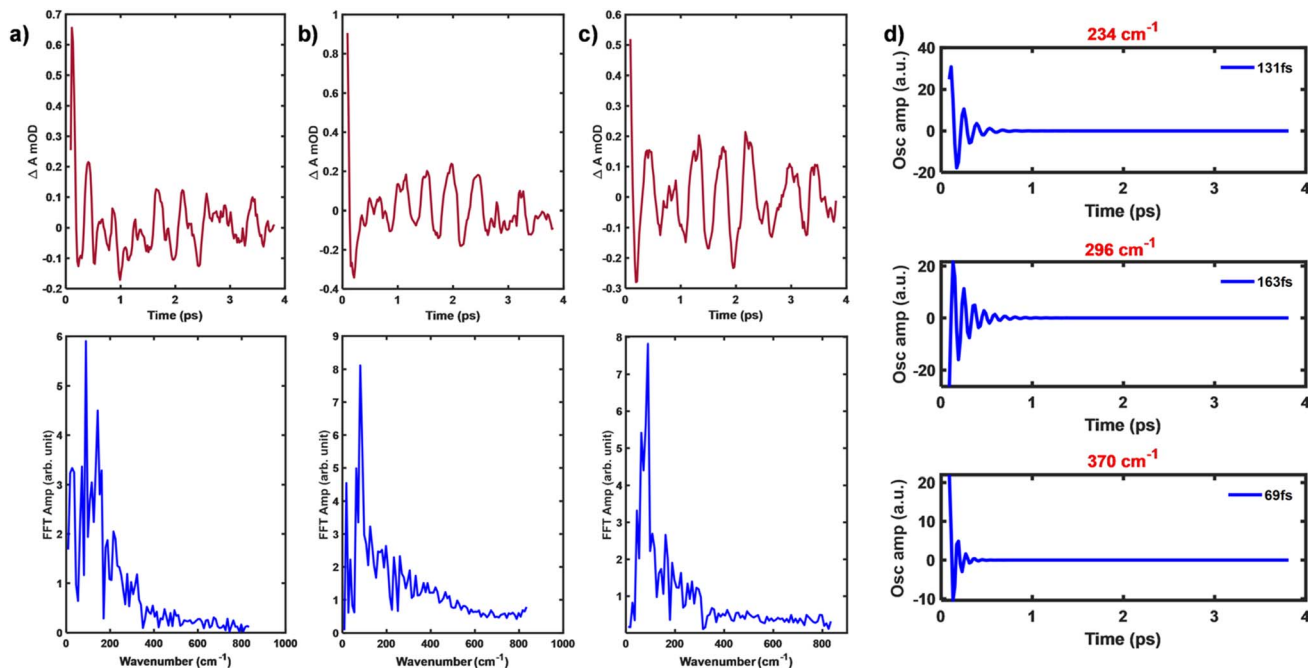 a)
0.7
0.6
0.5
0.4
0.3
0.2
0.1
0
-0.1
-0.2
△ A mOD
0 1 2 3 4
Time (ps)
6
5
4
3
2
1
0
FFT Amp (arb. unit)
0 200 400 600 800 1000
Wavenumber (cm-1)
b)
1
0.8
0.6
0.4
0.2
0
-0.2
0.4
△ A mOD
0 1 2 3 4
Time (ps)
9
8
7
6
5
4
3
2
1
0
FFT Amp (arb. unit)
0 200 400 600 800 1000
Wavenumber (cm-1)
c)
0.6
0.5
0.4
0.3
0.2
0.1
0
-0.1
-0.2
-0.3
△ A mOD
0 1 2 3 4
Time (ps)
8
7
6
5
4
3
2
1
0
FFT Amp (arb. unit)
0 200 400 600 800
Wavenumber (cm-1)
d)
234 cm-1
131fs
40
20
0
-20
Osc amp (a.u.)
0 1 2 3 4
Time (ps)
296 cm-1
163fs
20
0
-20
Osc amp (a.u.)
0 1 2 3 4
Time (ps)
370 cm-1
69fs
20
10
0
-10
Osc amp (a.u.)
0 1 2 3 4
Time (ps)